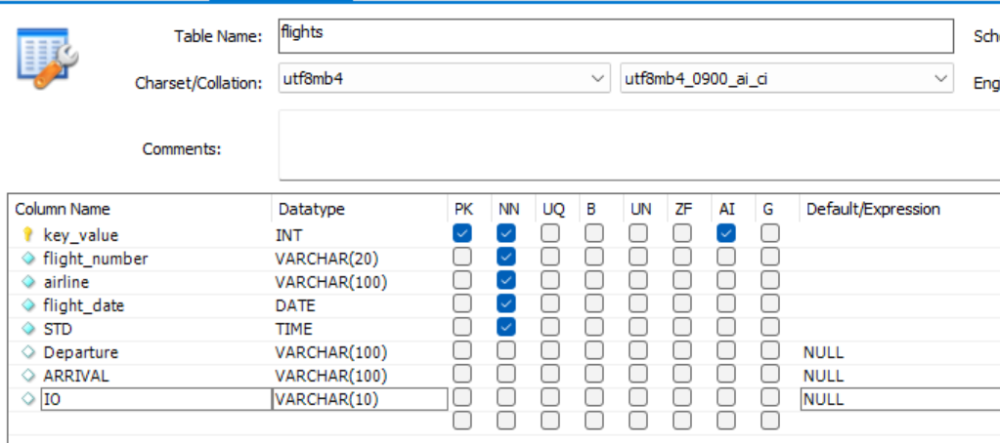 Table Name: flights Sch
Charset/Collation: utf8mb4 utf8mb4_0900_ai_ci Eng
Comments:
Column Name Datatype PK NN UQ B UN ZF AI G Default/Expression
key_value INT
flight_number VARCHAR(20)
airline VARCHAR(100)
flight_date DATE
STD TIME
Departure VARCHAR(100) NULL
ARRIVAL VARCHAR(100) NULL
IO VARCHAR(10) NULL